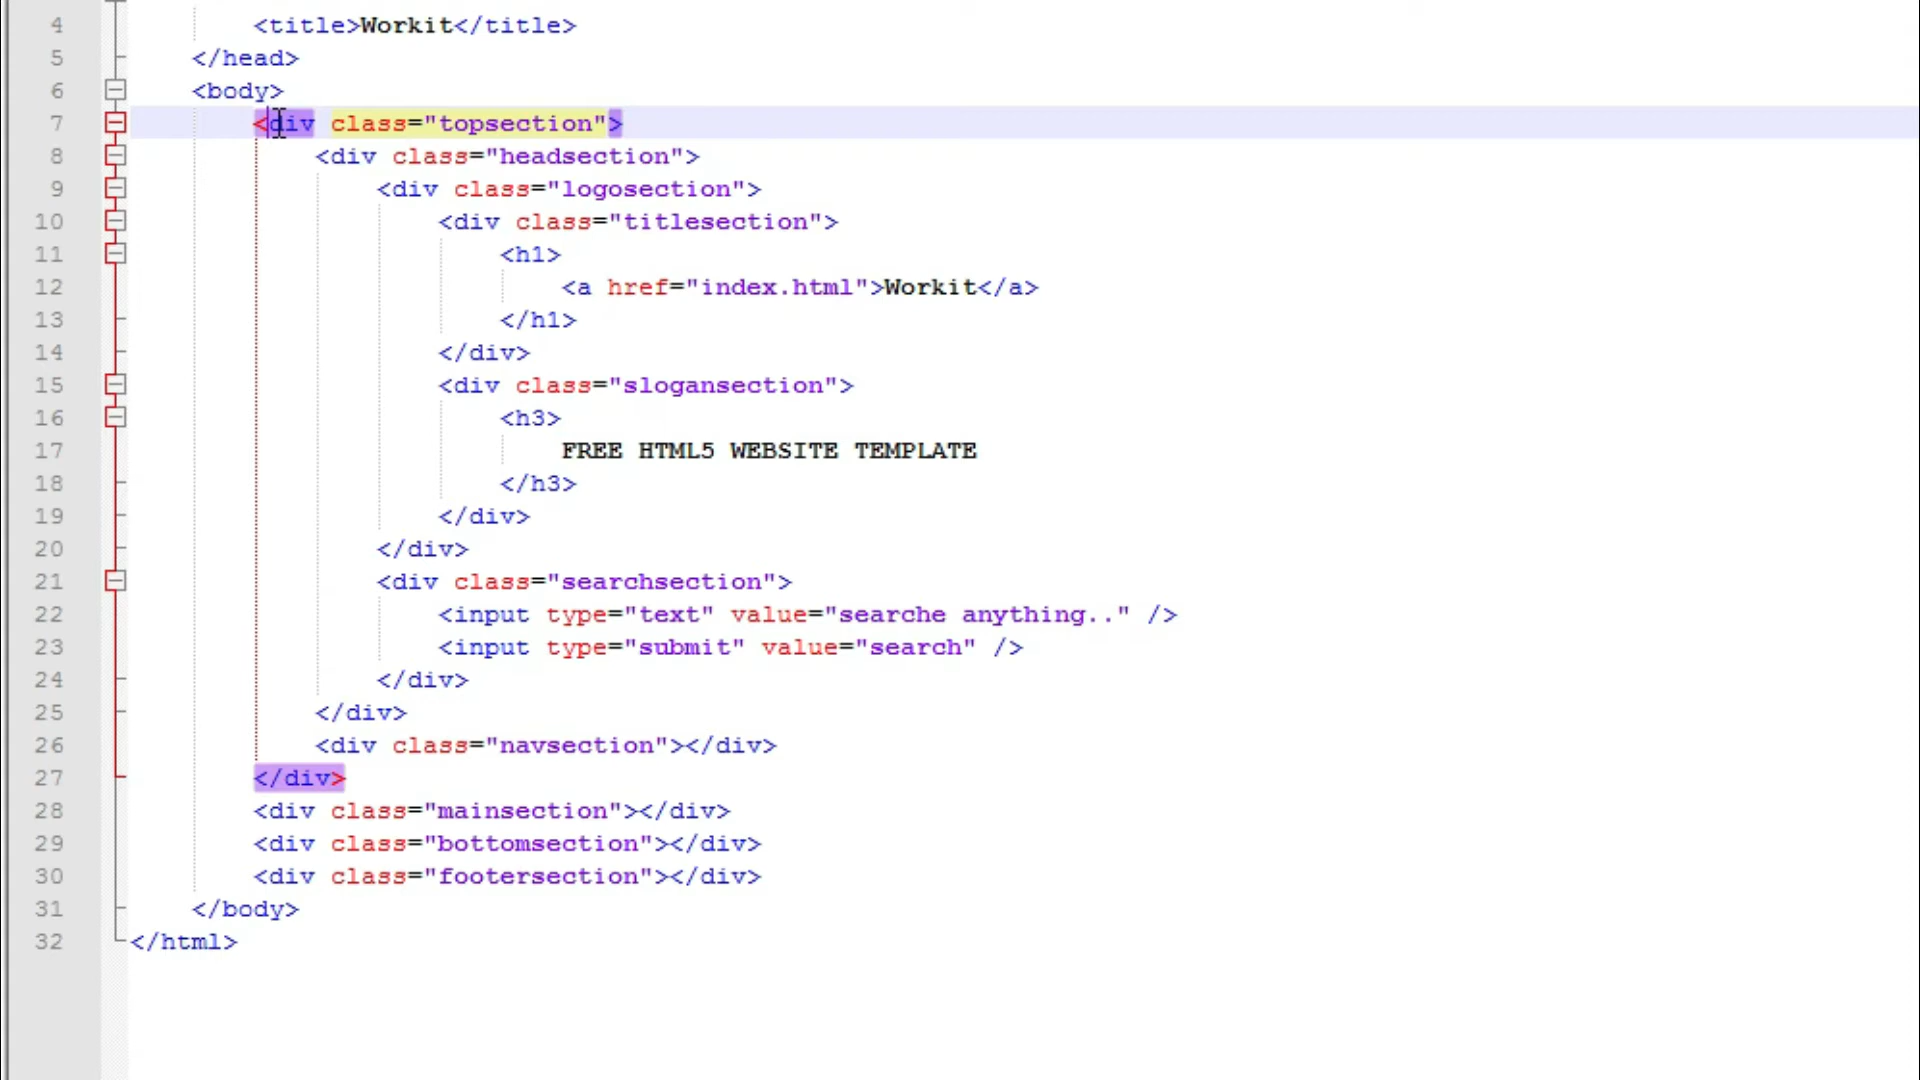 4 <title>Workit</title>
5 </head>
6 <body>
7 <div class="topsection">
8 <div class="headsection">
9 <div class="logosection">
10 <div class="titlesection">
11 <h1>
12 <a href="index.html">Workit</a>
13 </h1>
14 </div>
15 <div class="slogansection">
16 <h3>
17 FREE HTML5 WEBSITE TEMPLATE
18 </h3>
19 </div>
20 </div>
21 <div class="searchsection">
22 <input type="text" value="searche anything.." />
23 <input type="submit" value="search" />
24 </div>
25 </div>
26 <div class="navsection"></div>
27 </div>
28 <div class="mainsection"></div>
29 <div class="bottomsection"></div>
30 <div class="footersection"></div>
31 </body>
32 </html>